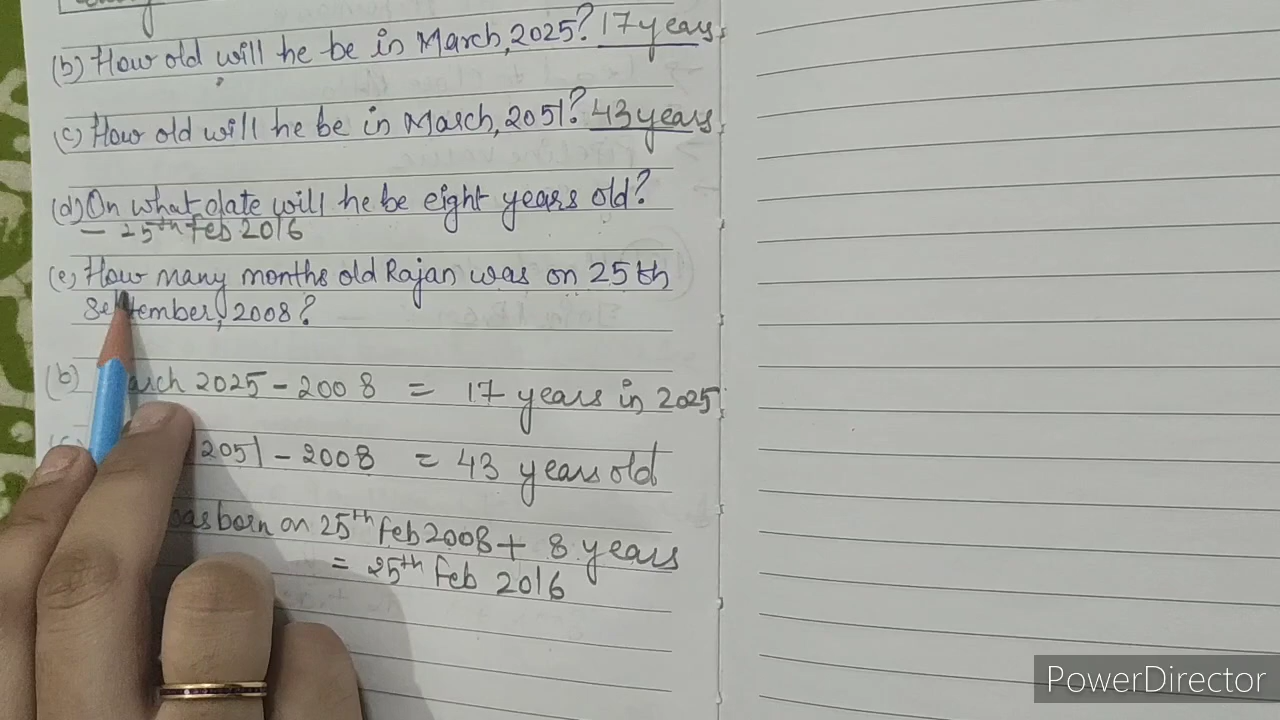 (b) How old will he be in March, 2025? 17 years.
(c) How old will he be in March, 2051? 43 years.
(d) On what date will he be eight years old?
– 25th Feb 2016
(e) How many months old Rajan was on 25th
September, 2008?
(b) March 2025 – 2008 = 17 years in 2025
2051 – 2008 = 43 years old
born on 25th Feb 2008 + 8 years
= 25th Feb 2016
PowerDirector